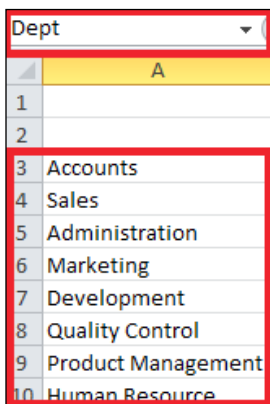 Dept
A
1
2
3 Accounts
4 Sales
5 Administration
6 Marketing
7 Development
8 Quality Control
9 Product Management
10 Human Resource